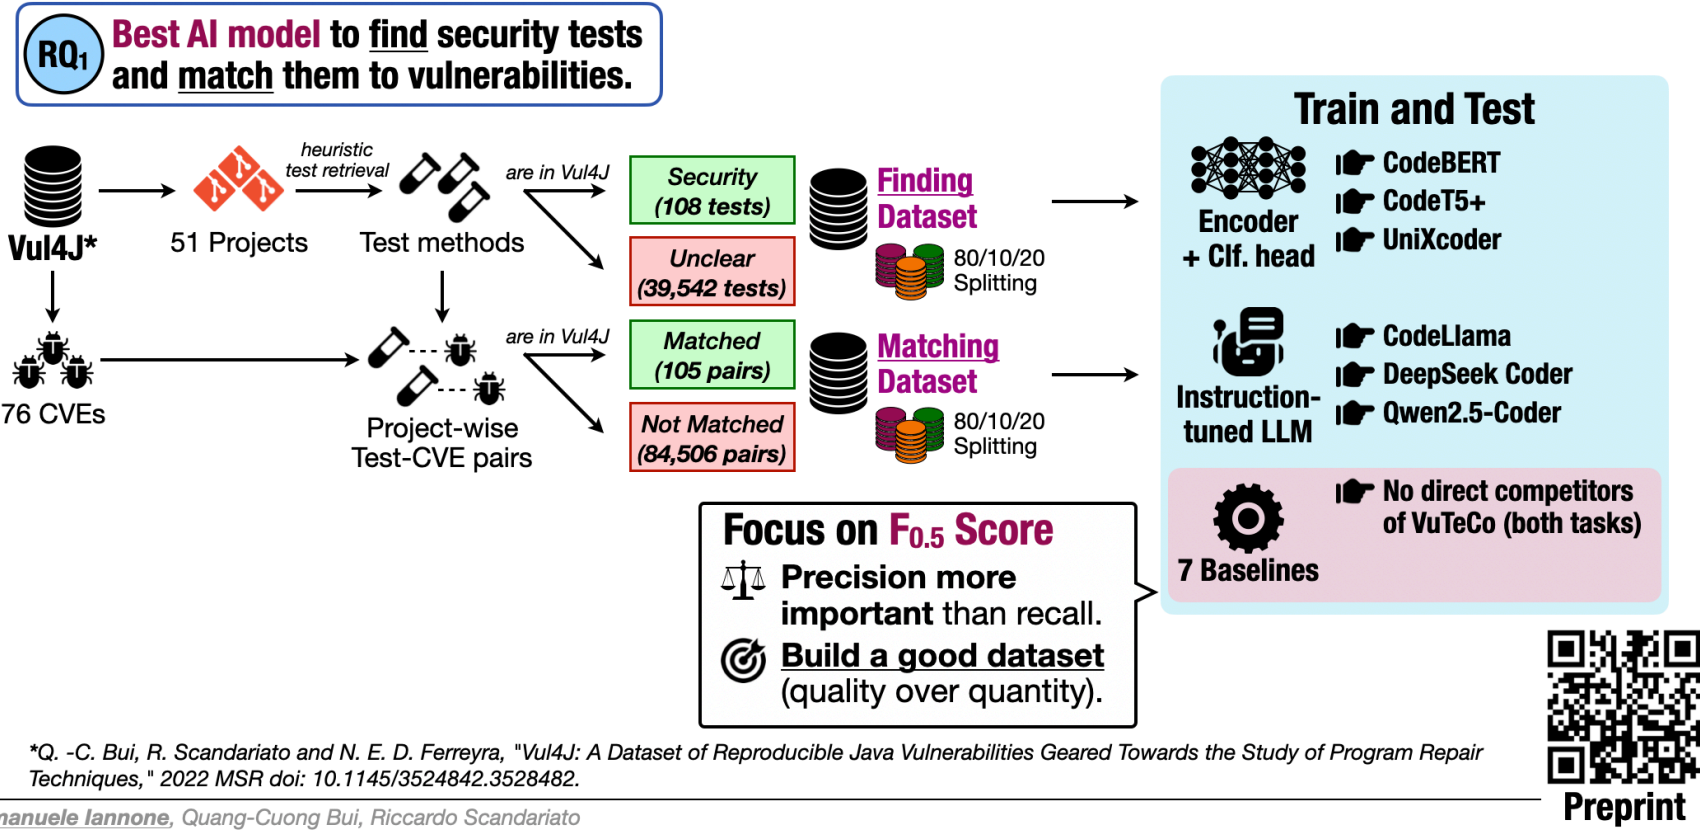 RQ1
Best AI model to find security tests
and match them to vulnerabilities.
Vul4J*
51 Projects
heuristic
test retrieval
Test methods
are in Vul4J
Security
(108 tests)
Unclear
(39,542 tests)
Finding
Dataset
80/10/20
Splitting
76 CVEs
Project-wise
Test-CVE pairs
are in Vul4J
Matched
(105 pairs)
Not Matched
(84,506 pairs)
Matching
Dataset
80/10/20
Splitting
Train and Test
Encoder
+ Clf. head
CodeBERT
CodeT5+
UniXcoder
Instruction-
tuned LLM
CodeLlama
DeepSeek Coder
Qwen2.5-Coder
7 Baselines
No direct competitors
of VuTeCo (both tasks)
Focus on F0.5 Score
Precision more
important than recall.
Build a good dataset
(quality over quantity).
*Q. -C. Bui, R. Scandariato and N. E. D. Ferreyra, "Vul4J: A Dataset of Reproducible Java Vulnerabilities Geared Towards the Study of Program Repair
Techniques," 2022 MSR doi: 10.1145/3524842.3528482.
manuele Iannone, Quang-Cuong Bui, Riccardo Scandariato
Preprint